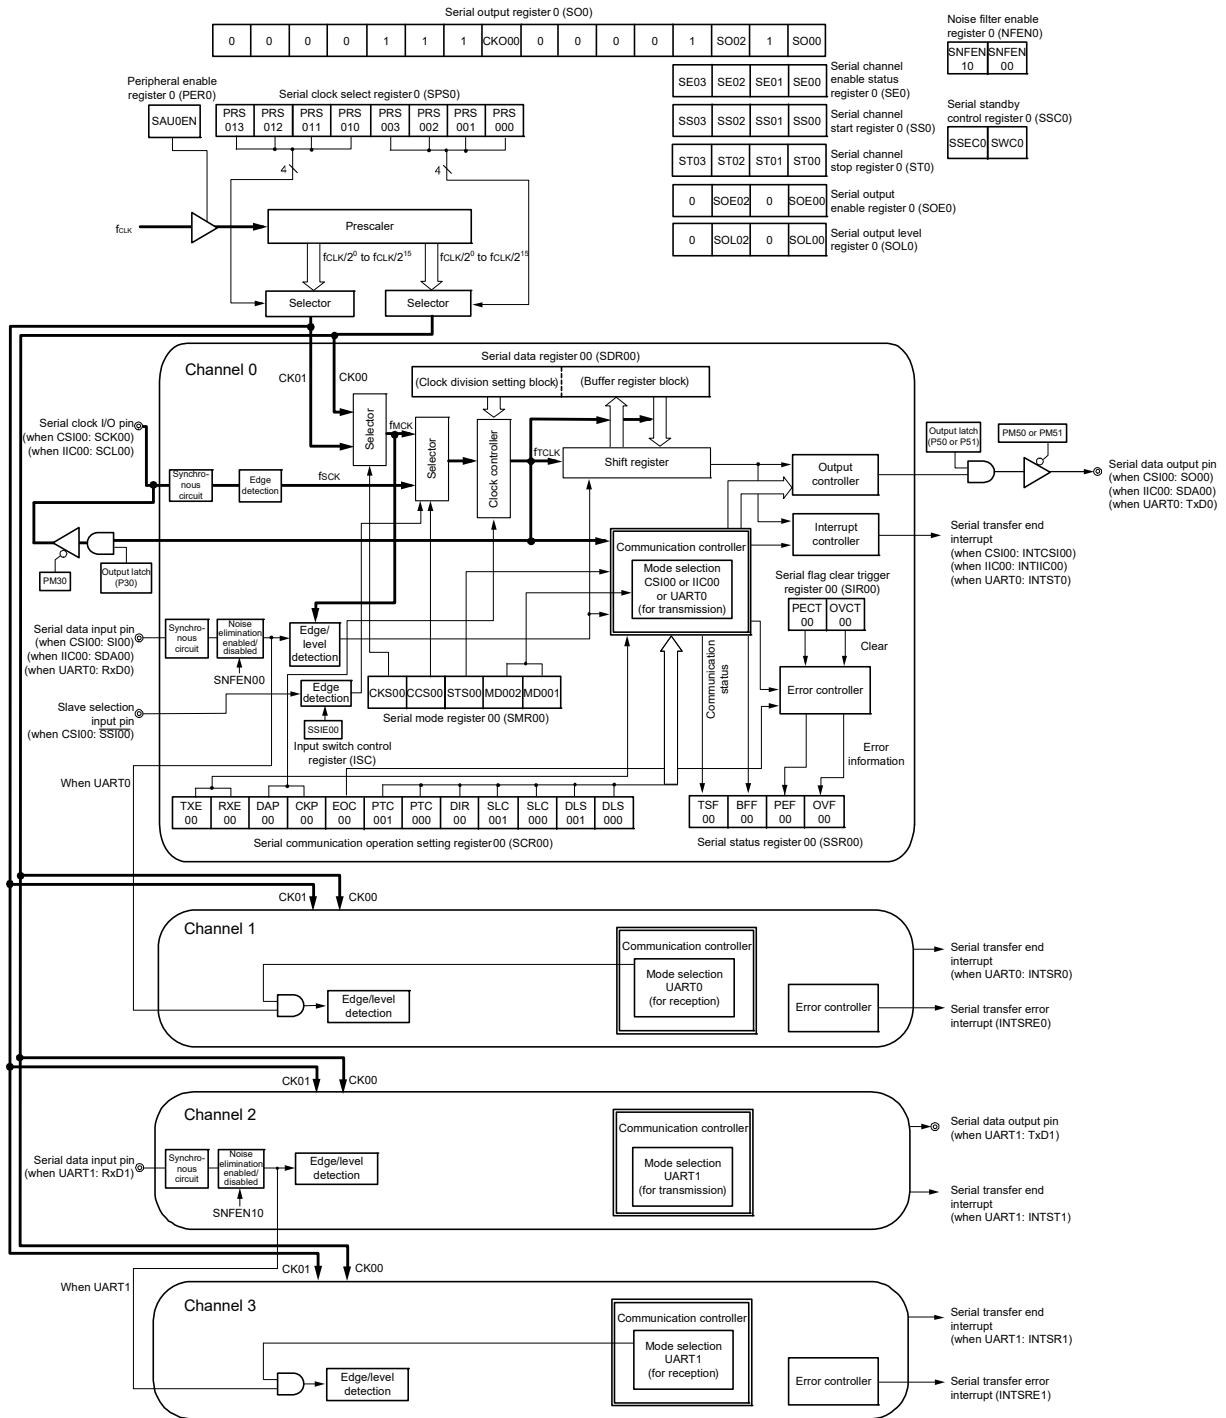 Serial output register 0 (SO0)
0 0 0 0 1 1 1 CKO00 0 0 0 0 1 SO02 1 SO00
Noise filter enable
register 0 (NFEN0)
SNFEN 10 SNFEN 00
Peripheral enable
register 0 (PER0)
SAU0EN
Serial clock select register 0 (SPS0)
PRS 013 PRS 012 PRS 011 PRS 010 PRS 003 PRS 002 PRS 001 PRS 000
4 4
SE03 SE02 SE01 SE00
Serial channel
enable status
register 0 (SE0)
SS03 SS02 SS01 SS00
Serial channel
start register 0 (SS0)
Serial standby
control register 0 (SSC0)
SSEC0 SWC0
ST03 ST02 ST01 ST00
Serial channel
stop register 0 (ST0)
0 SOE02 0 SOE00
Serial output
enable register 0 (SOE0)
0 SOL02 0 SOL00
Serial output level
register 0 (SOL0)
fCLK
Prescaler
fCLK/2⁰ to fCLK/2¹⁵ fCLK/2⁰ to fCLK/2¹⁵
Selector Selector
Channel 0
CK01
CK00
Serial data register 00 (SDR00)
(Clock division setting block) (Buffer register block)
Serial clock I/O pin
(when CSI00: SCK00)
(when IIC00: SCL00)
Synchro-
nous
circuit
Edge
detection
fSCK
Selector
fMCK
Selector
Clock controller
fTCLK
Shift register
Output
controller
Output latch
(P50 or P51)
PM50 or PM51
Serial data output pin
(when CSI00: SO00)
(when IIC00: SDA00)
(when UART0: TxD0)
Interrupt
controller
Serial transfer end
interrupt
(when CSI00: INTCSI00)
(when IIC00: INTIIC00)
(when UART0: INTST0)
PM30
Output latch
(P30)
Communication controller
Mode selection
CSI00 or IIC00
or UART0
(for transmission)
Serial flag clear trigger
register 00 (SIR00)
PECT 00 OVCT 00
Clear
Error controller
Communication
status
Error
information
Serial data input pin
(when CSI00: SI00)
(when IIC00: SDA00)
(when UART0: RxD0)
Synchro-
nous
circuit
Noise
elimination
enabled/
disabled
SNFEN00
Edge/
level
detection
Slave selection
input pin
(when CSI00: SSI00)
Edge
detection
SSIE00
Input switch control
register (ISC)
CKS00 CCS00 STS00 MD002 MD001
Serial mode register 00 (SMR00)
When UART0
TXE 00 RXE 00 DAP 00 CKP 00 EOC 00 PTC 001 PTC 000 DIR 00 SLC 001 SLC 000 DLS 001 DLS 000
Serial communication operation setting register 00 (SCR00)
TSF 00 BFF 00 PEF 00 OVF 00
Serial status register 00 (SSR00)
CK01 CK00
Channel 1
Communication controller
Mode selection
UART0
(for reception)
Edge/level
detection
Error controller
Serial transfer end
interrupt
(when UART0: INTSR0)
Serial transfer error
interrupt (INTSRE0)
CK01 CK00
Channel 2
Serial data input pin
(when UART1: RxD1)
Synchro-
nous
circuit
Noise
elimination
enabled/
disabled
SNFEN10
Edge/level
detection
Communication controller
Mode selection
UART1
(for transmission)
Serial data output pin
(when UART1: TxD1)
Serial transfer end
interrupt
(when UART1: INTST1)
CK01 CK00
When UART1
Channel 3
Communication controller
Mode selection
UART1
(for reception)
Edge/level
detection
Error controller
Serial transfer end
interrupt
(when UART1: INTSR1)
Serial transfer error
interrupt (INTSRE1)